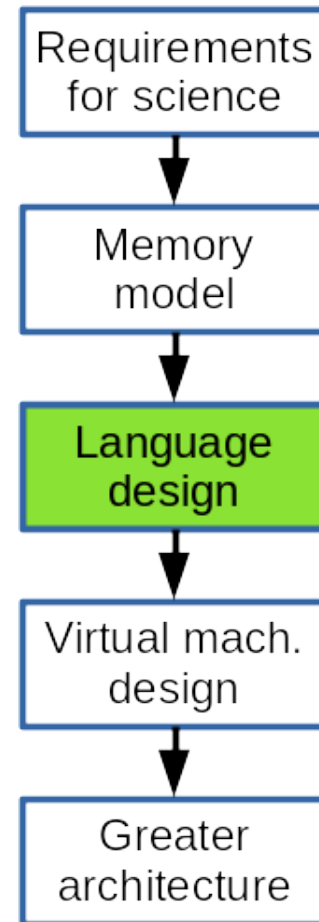 Requirements
for science
Memory
model
Language
design
Virtual mach.
design
Greater
architecture